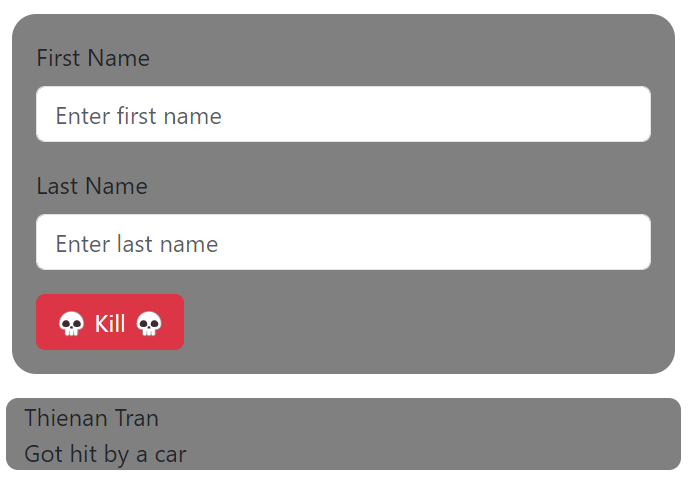 First Name
Enter first name
Last Name
Enter last name
💀 Kill 💀
Thienan Tran
Got hit by a car